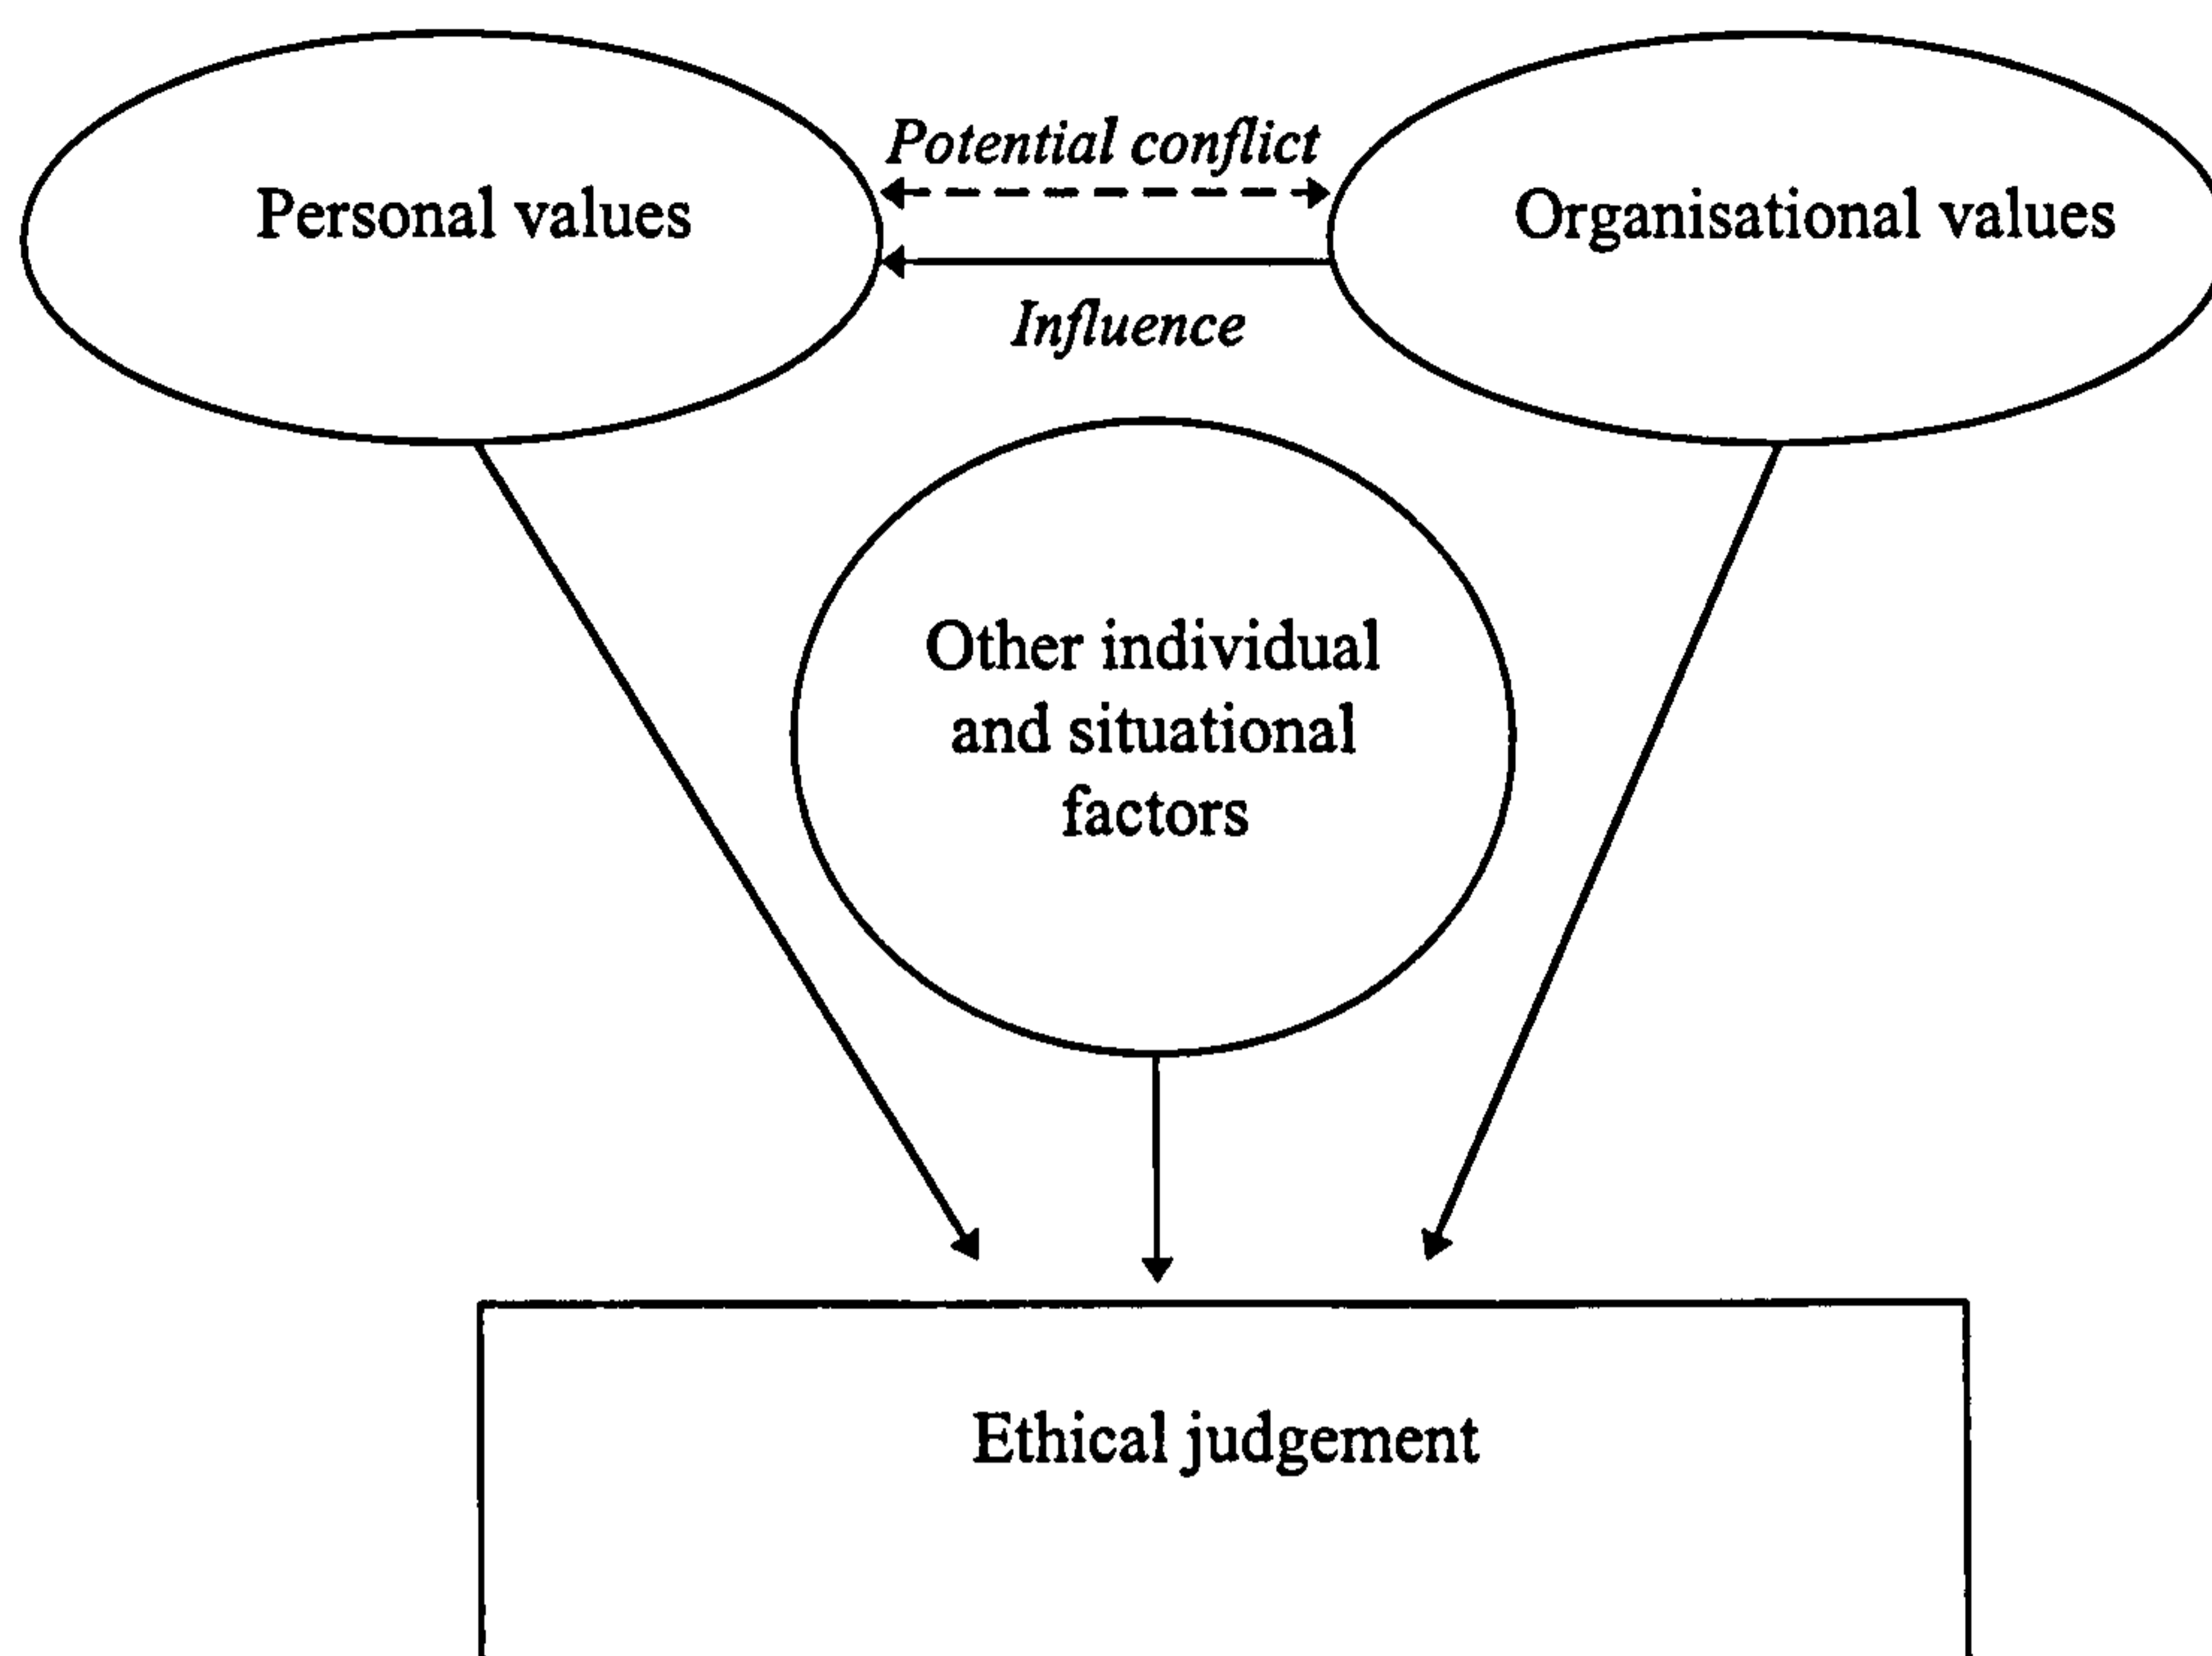 Potential conflict
Personal values
Organisational values
Influence
Other individual
and situational
factors
Ethical judgement